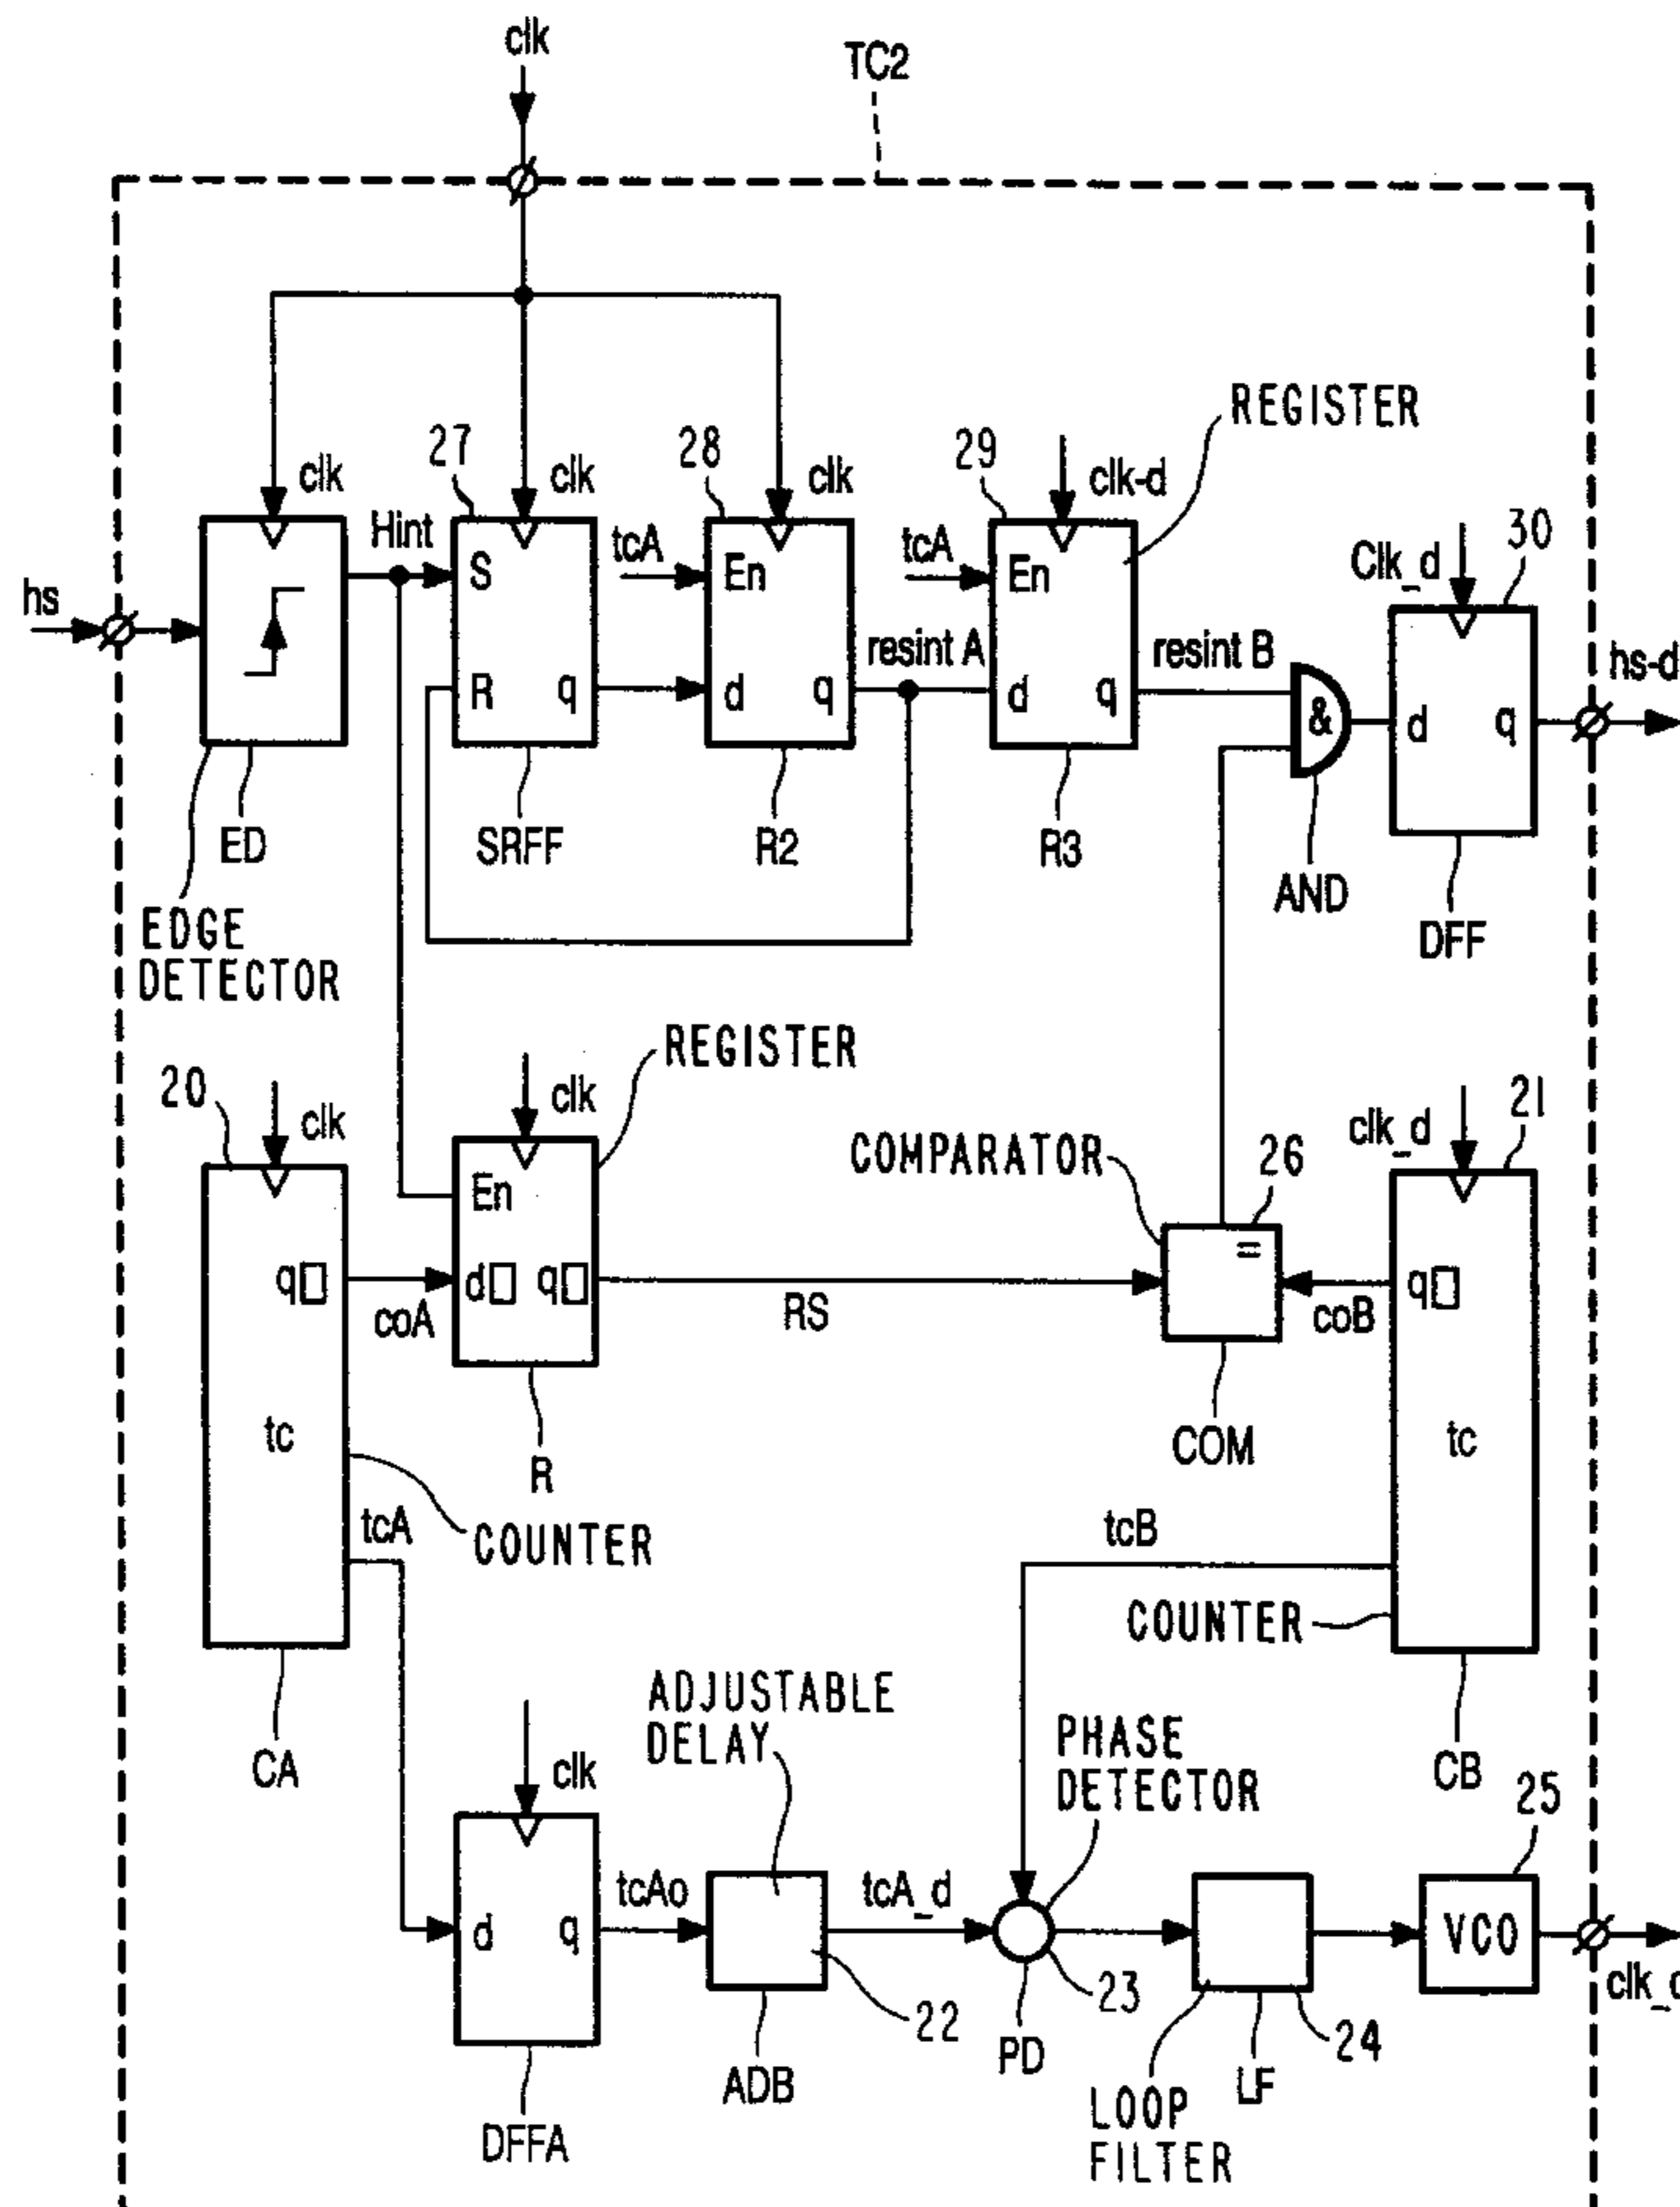 clk
TC2
REGISTER
27
28
29
30
clk
clk
clk
clk-d
Clk_d
Hint
tcA
tcA
S
En
En
hs
resint A
resint B
hs-d
R
q
d
q
d
q
&
d
q
ED
SRFF
R2
R3
AND
DFF
EDGE
DETECTOR
REGISTER
20
clk
clk
COMPARATOR
26
clk_d
21
En
=
q
d
q
q
coA
RS
coB
tc
R
COM
tc
tcA
COUNTER
tcB
COUNTER
ADJUSTABLE
DELAY
PHASE
DETECTOR
CA
clk
CB
25
tcAo
tcA_d
d
q
VCO
22
23
24
clk_d
ADB
PD
LF
DFFA
LOOP
FILTER